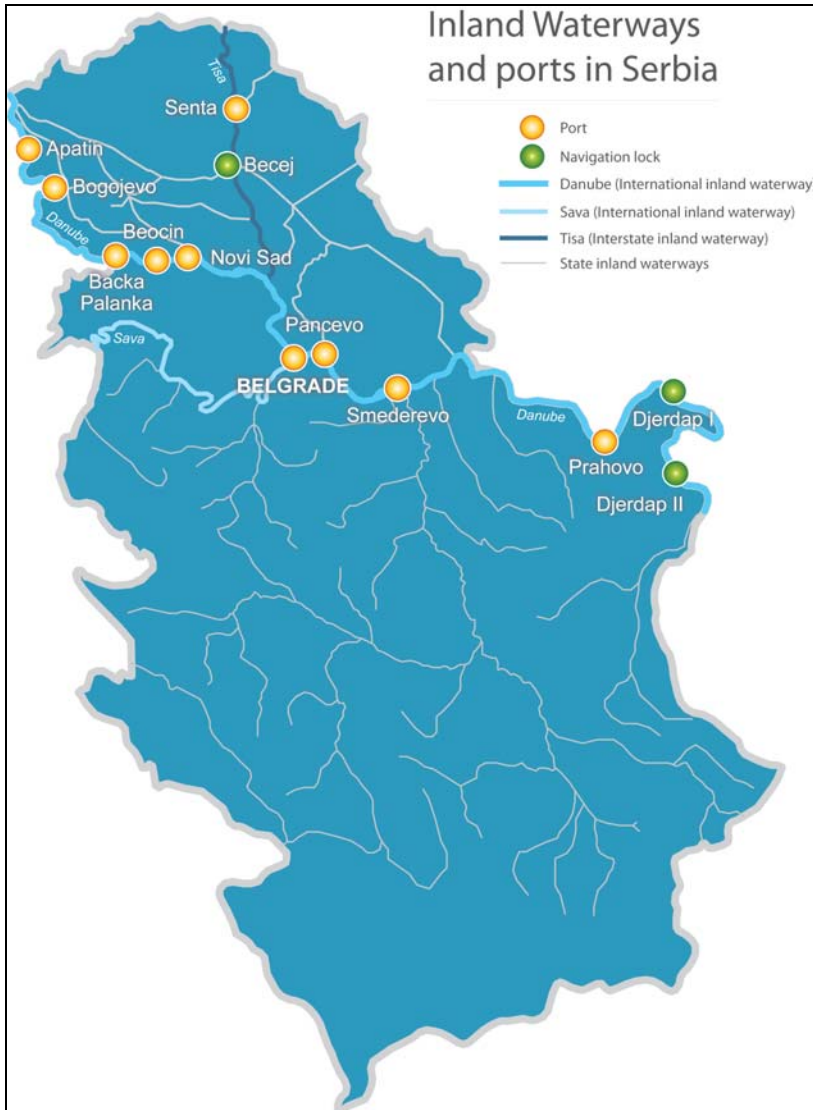 Inland Waterways
and ports in Serbia
Port
Navigation lock
Danube (International inland waterway)
Sava (International inland waterway)
Tisa (Interstate inland waterway)
State inland waterways
Tisa
Senta
Apatin
Becej
Bogojevo
Danube
Beocin
Novi Sad
Backa
Palanka
Pancevo
Sava
BELGRADE
Smederevo
Danube
Djerdap I
Prahovo
Djerdap II